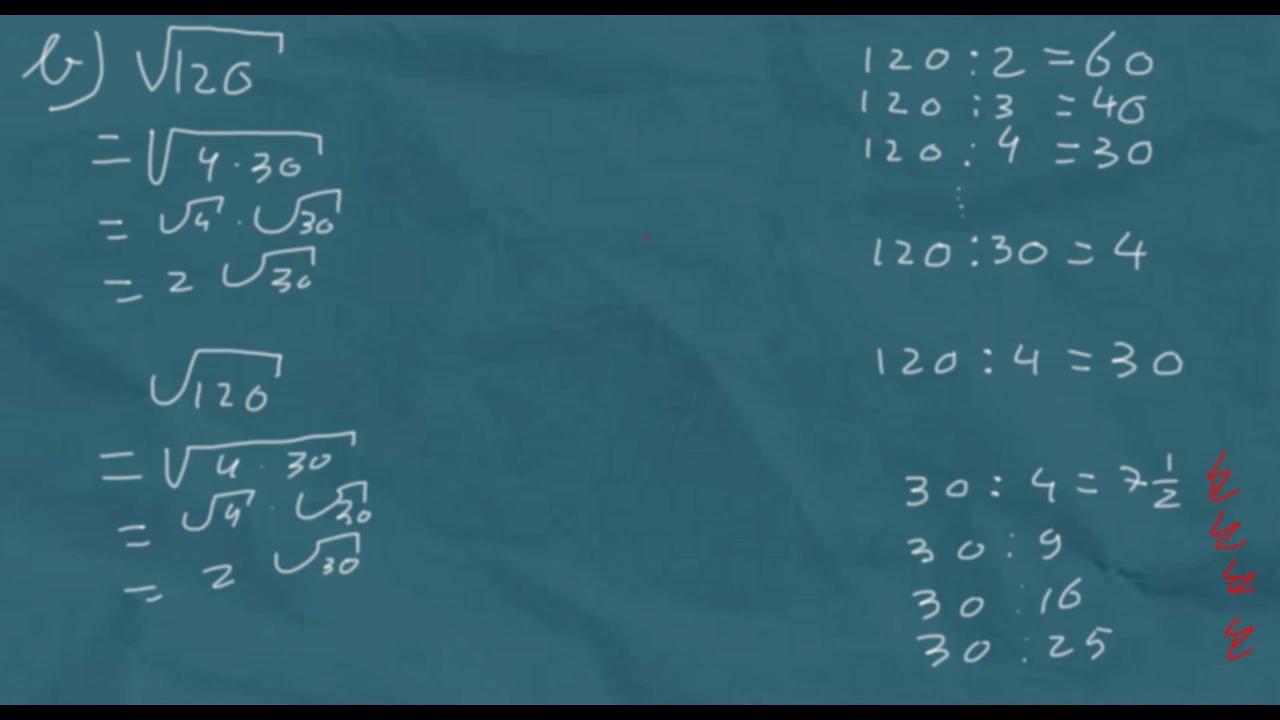 b) √120
= √4 · 30
= √4 · √30
= 2 √30
√120
= √4 · 30
= √4 · √30
= 2 √30
120 : 2 = 60
120 : 3 = 40
120 : 4 = 30
⋮
120 : 30 = 4
120 : 4 = 30
30 : 4 = 7 1/2
30 : 9
30 : 16
30 : 25